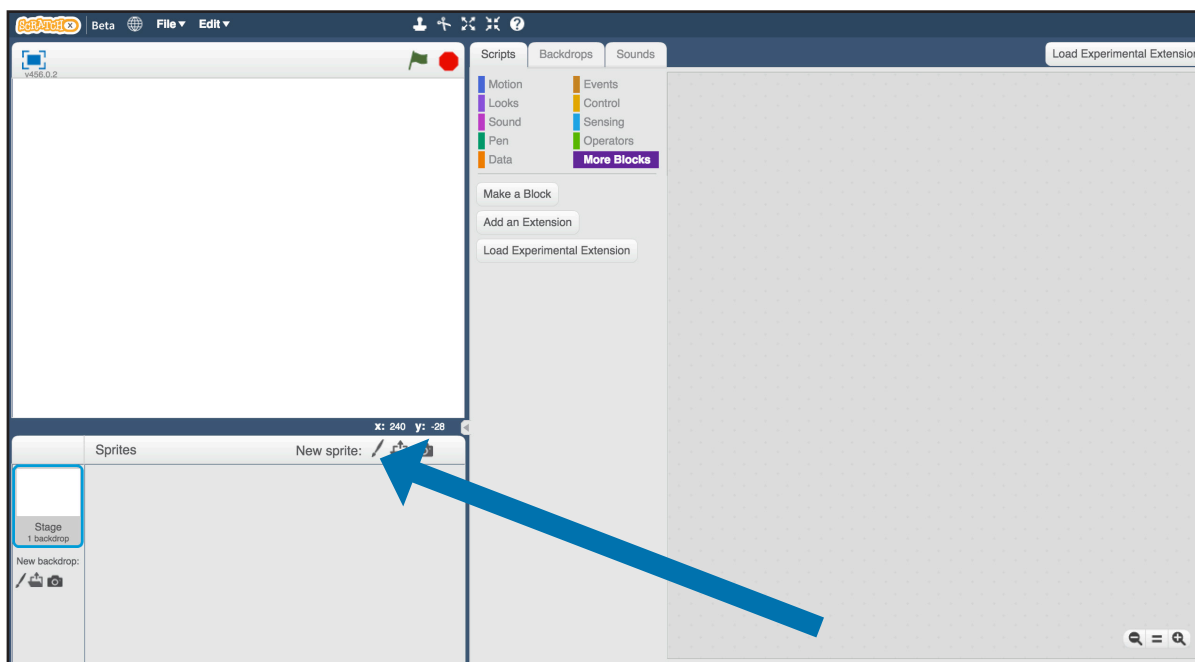 SCRATCHX Beta File Edit
v456.0.2
Scripts Backdrops Sounds
Load Experimental Extension
Motion Events
Looks Control
Sound Sensing
Pen Operators
Data More Blocks
Make a Block
Add an Extension
Load Experimental Extension
x: 240 y: -28
Sprites New sprite:
Stage
1 backdrop
New backdrop: